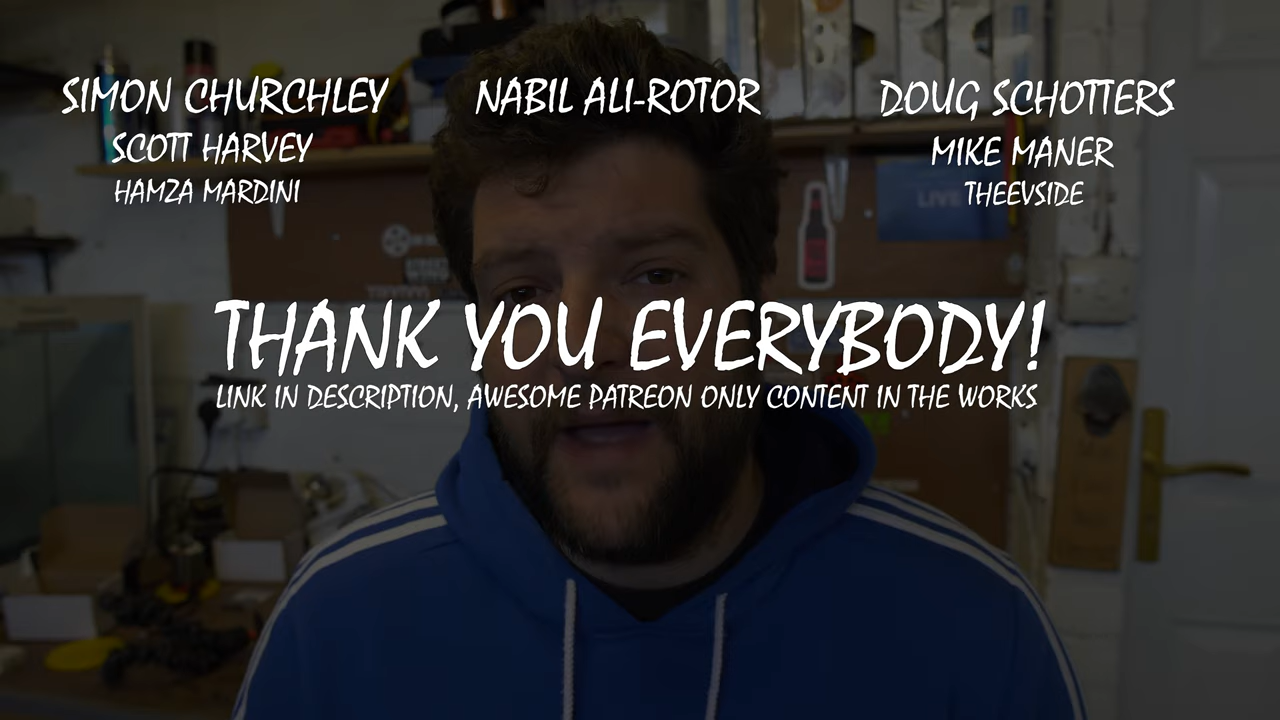 SIMON CHURCHLEY
SCOTT HARVEY
HAMZA MARDINI
NABIL ALI-ROTOR
DOUG SCHOTTERS
MIKE MANER
THEEVSIDE
LIVE
THANK YOU EVERYBODY!
LINK IN DESCRIPTION, AWESOME PATREON ONLY CONTENT IN THE WORKS